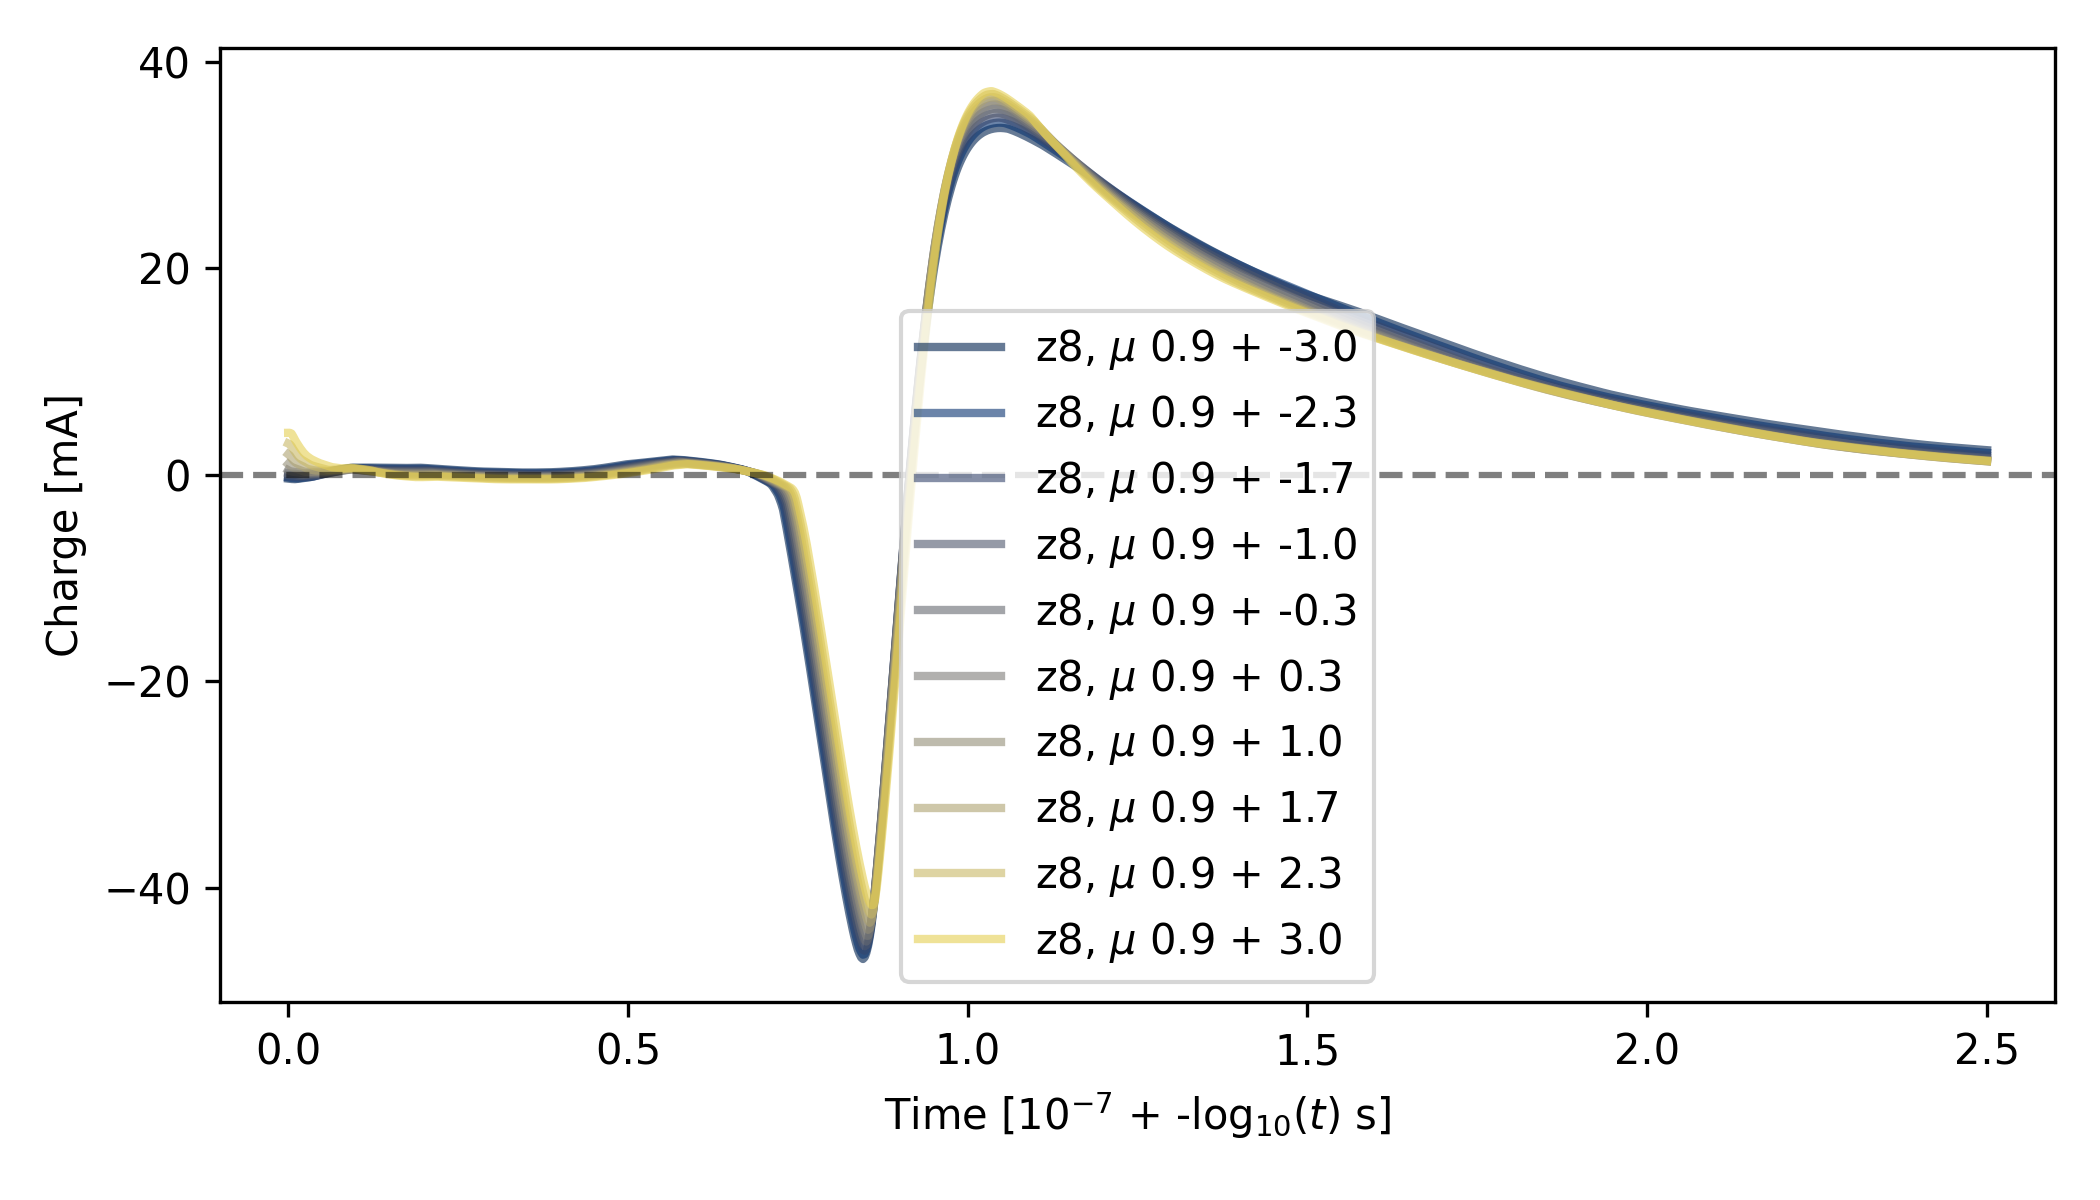 40
20
0
−20
−40
Charge [mA]
z8, μ 0.9 + -3.0
z8, μ 0.9 + -2.3
z8, μ 0.9 + -1.7
z8, μ 0.9 + -1.0
z8, μ 0.9 + -0.3
z8, μ 0.9 + 0.3
z8, μ 0.9 + 1.0
z8, μ 0.9 + 1.7
z8, μ 0.9 + 2.3
z8, μ 0.9 + 3.0
0.0 0.5 1.0 1.5 2.0 2.5
Time [10⁻⁷ + -log₁₀(t) s]